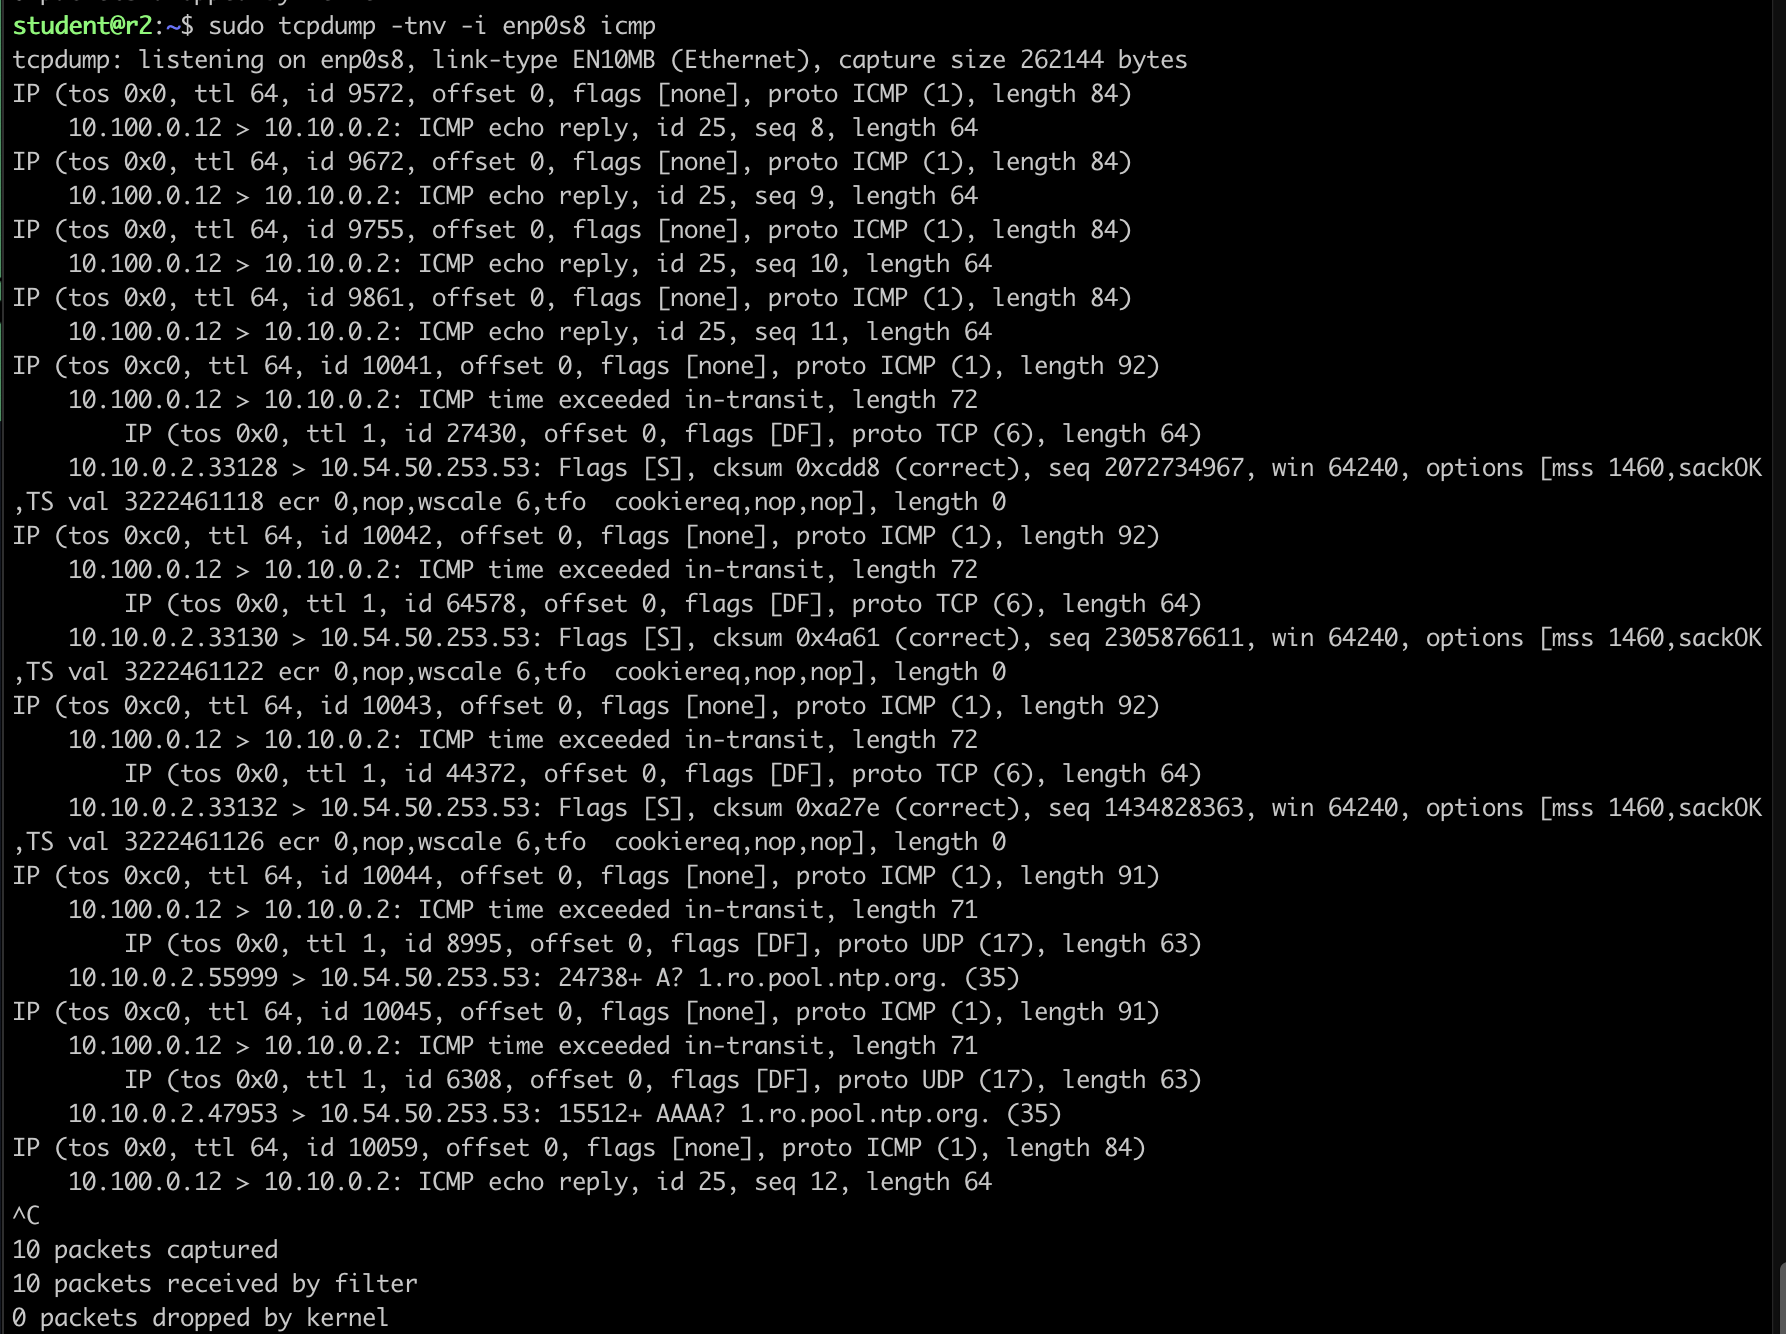 student@r2:~$ sudo tcpdump -tnv -i enp0s8 icmp
tcpdump: listening on enp0s8, link-type EN10MB (Ethernet), capture size 262144 bytes
IP (tos 0x0, ttl 64, id 9572, offset 0, flags [none], proto ICMP (1), length 84)
    10.100.0.12 > 10.10.0.2: ICMP echo reply, id 25, seq 8, length 64
IP (tos 0x0, ttl 64, id 9672, offset 0, flags [none], proto ICMP (1), length 84)
    10.100.0.12 > 10.10.0.2: ICMP echo reply, id 25, seq 9, length 64
IP (tos 0x0, ttl 64, id 9755, offset 0, flags [none], proto ICMP (1), length 84)
    10.100.0.12 > 10.10.0.2: ICMP echo reply, id 25, seq 10, length 64
IP (tos 0x0, ttl 64, id 9861, offset 0, flags [none], proto ICMP (1), length 84)
    10.100.0.12 > 10.10.0.2: ICMP echo reply, id 25, seq 11, length 64
IP (tos 0xc0, ttl 64, id 10041, offset 0, flags [none], proto ICMP (1), length 92)
    10.100.0.12 > 10.10.0.2: ICMP time exceeded in-transit, length 72
        IP (tos 0x0, ttl 1, id 27430, offset 0, flags [DF], proto TCP (6), length 64)
    10.10.0.2.33128 > 10.54.50.253.53: Flags [S], cksum 0xcdd8 (correct), seq 2072734967, win 64240, options [mss 1460,sackOK
,TS val 3222461118 ecr 0,nop,wscale 6,tfo  cookiereq,nop,nop], length 0
IP (tos 0xc0, ttl 64, id 10042, offset 0, flags [none], proto ICMP (1), length 92)
    10.100.0.12 > 10.10.0.2: ICMP time exceeded in-transit, length 72
        IP (tos 0x0, ttl 1, id 64578, offset 0, flags [DF], proto TCP (6), length 64)
    10.10.0.2.33130 > 10.54.50.253.53: Flags [S], cksum 0x4a61 (correct), seq 2305876611, win 64240, options [mss 1460,sackOK
,TS val 3222461122 ecr 0,nop,wscale 6,tfo  cookiereq,nop,nop], length 0
IP (tos 0xc0, ttl 64, id 10043, offset 0, flags [none], proto ICMP (1), length 92)
    10.100.0.12 > 10.10.0.2: ICMP time exceeded in-transit, length 72
        IP (tos 0x0, ttl 1, id 44372, offset 0, flags [DF], proto TCP (6), length 64)
    10.10.0.2.33132 > 10.54.50.253.53: Flags [S], cksum 0xa27e (correct), seq 1434828363, win 64240, options [mss 1460,sackOK
,TS val 3222461126 ecr 0,nop,wscale 6,tfo  cookiereq,nop,nop], length 0
IP (tos 0xc0, ttl 64, id 10044, offset 0, flags [none], proto ICMP (1), length 91)
    10.100.0.12 > 10.10.0.2: ICMP time exceeded in-transit, length 71
        IP (tos 0x0, ttl 1, id 8995, offset 0, flags [DF], proto UDP (17), length 63)
    10.10.0.2.55999 > 10.54.50.253.53: 24738+ A? 1.ro.pool.ntp.org. (35)
IP (tos 0xc0, ttl 64, id 10045, offset 0, flags [none], proto ICMP (1), length 91)
    10.100.0.12 > 10.10.0.2: ICMP time exceeded in-transit, length 71
        IP (tos 0x0, ttl 1, id 6308, offset 0, flags [DF], proto UDP (17), length 63)
    10.10.0.2.47953 > 10.54.50.253.53: 15512+ AAAA? 1.ro.pool.ntp.org. (35)
IP (tos 0x0, ttl 64, id 10059, offset 0, flags [none], proto ICMP (1), length 84)
    10.100.0.12 > 10.10.0.2: ICMP echo reply, id 25, seq 12, length 64
^C
10 packets captured
10 packets received by filter
0 packets dropped by kernel